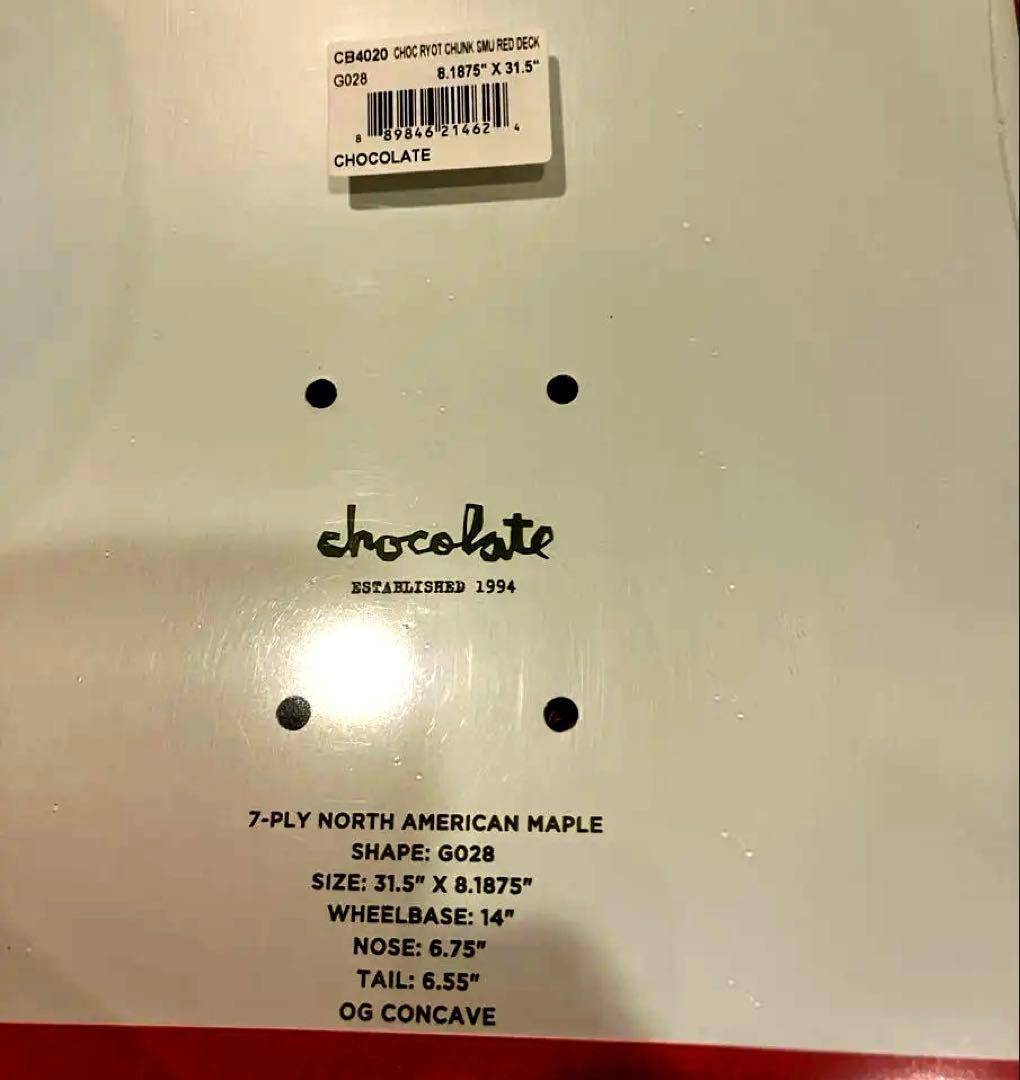 CB4020 CHOC RYOT CHUNK SMU RED DECK
G028 8.1875" X 31.5"
8 89846 21462 4
CHOCOLATE
chocolate
ESTABLISHED 1994
7-PLY NORTH AMERICAN MAPLE
SHAPE: G028
SIZE: 31.5" X 8.1875"
WHEELBASE: 14"
NOSE: 6.75"
TAIL: 6.55"
OG CONCAVE